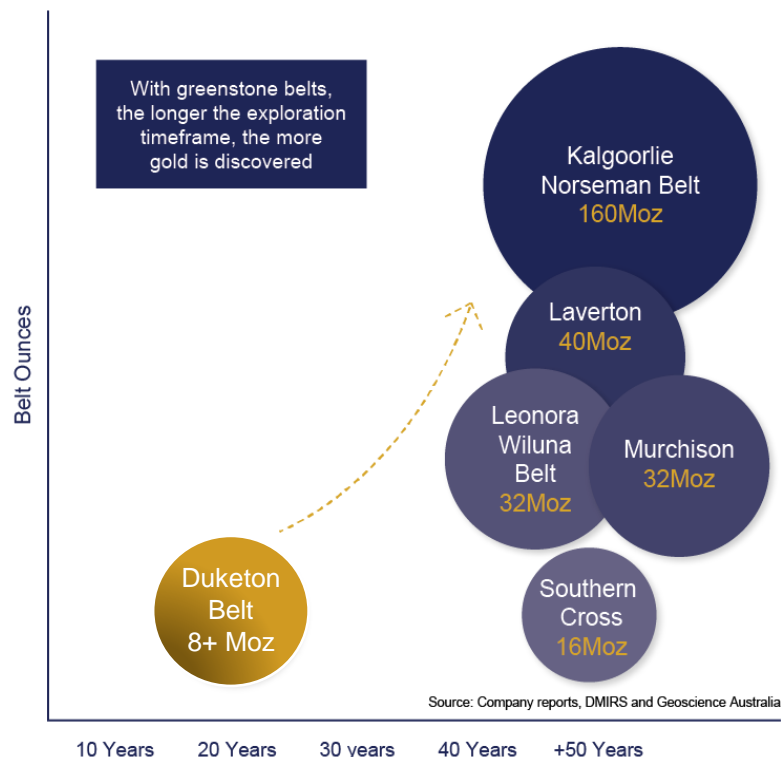 With greenstone belts,
the longer the exploration
timeframe, the more
gold is discovered
Kalgoorlie
Norseman Belt
160Moz
Laverton
40Moz
Leonora
Wiluna
Belt
32Moz
Murchison
32Moz
Duketon
Belt
8+ Moz
Southern
Cross
16Moz
Belt Ounces
Source: Company reports, DMIRS and Geoscience Australia
10 Years
20 Years
30 years
40 Years
+50 Years